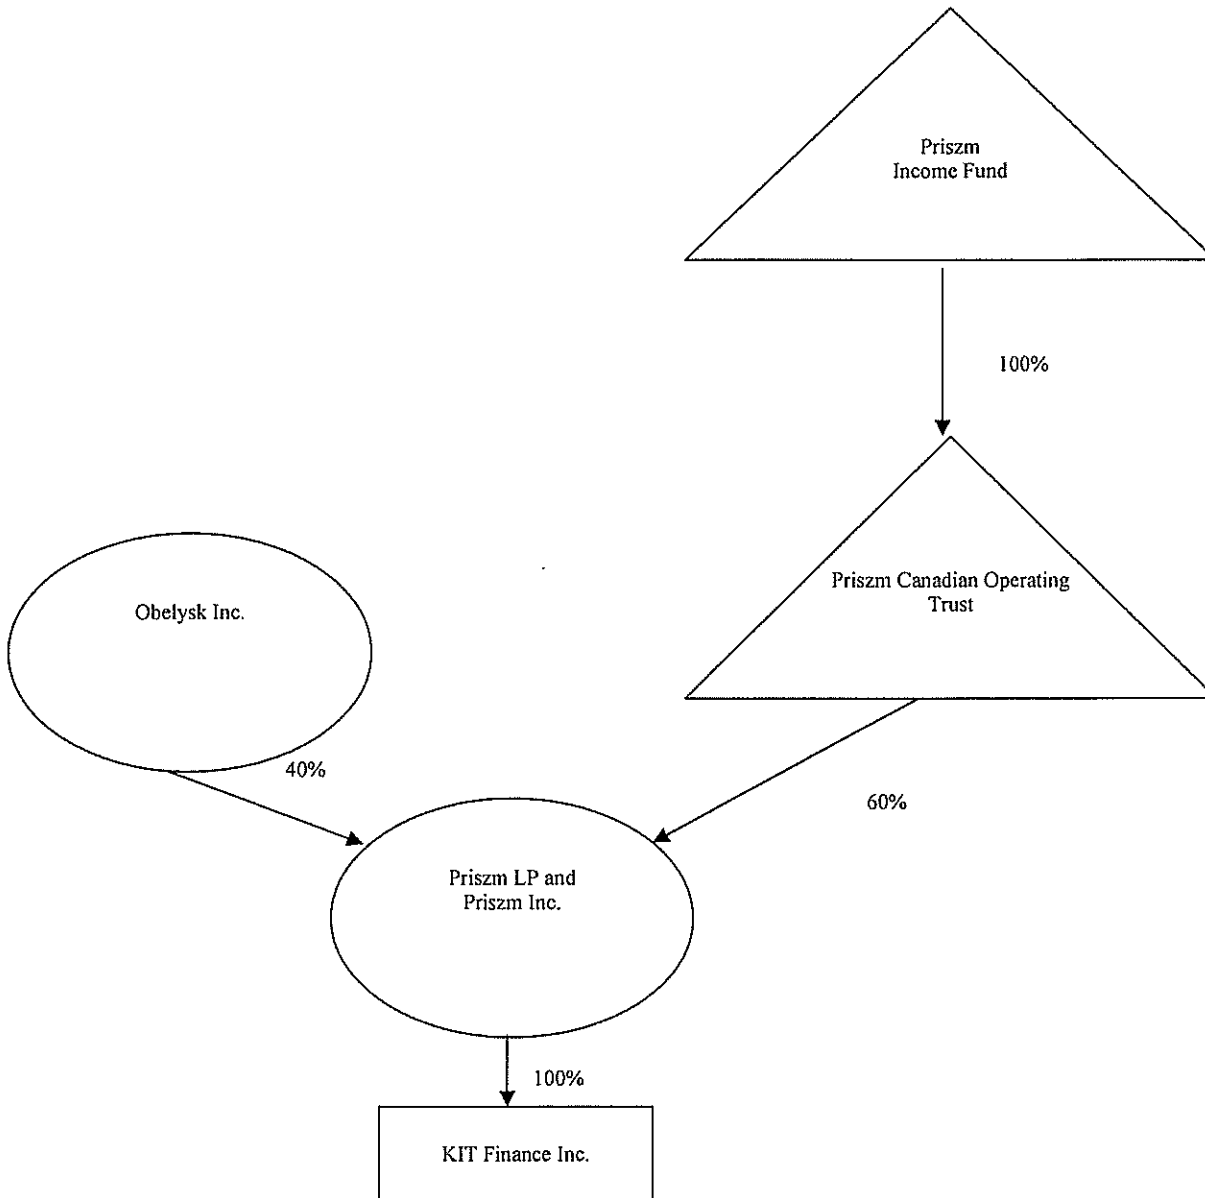 Priszm
Income Fund
100%
Priszm Canadian Operating
Trust
Obelysk Inc.
40%
60%
Priszm LP and
Priszm Inc.
100%
KIT Finance Inc.